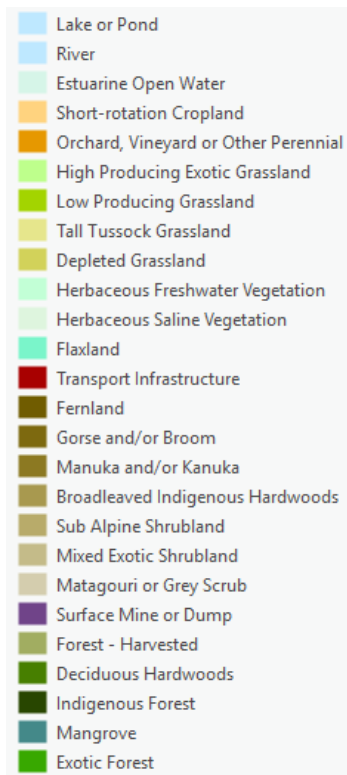 Lake or Pond
River
Estuarine Open Water
Short-rotation Cropland
Orchard, Vineyard or Other Perennial
High Producing Exotic Grassland
Low Producing Grassland
Tall Tussock Grassland
Depleted Grassland
Herbaceous Freshwater Vegetation
Herbaceous Saline Vegetation
Flaxland
Transport Infrastructure
Fernland
Gorse and/or Broom
Manuka and/or Kanuka
Broadleaved Indigenous Hardwoods
Sub Alpine Shrubland
Mixed Exotic Shrubland
Matagouri or Grey Scrub
Surface Mine or Dump
Forest - Harvested
Deciduous Hardwoods
Indigenous Forest
Mangrove
Exotic Forest